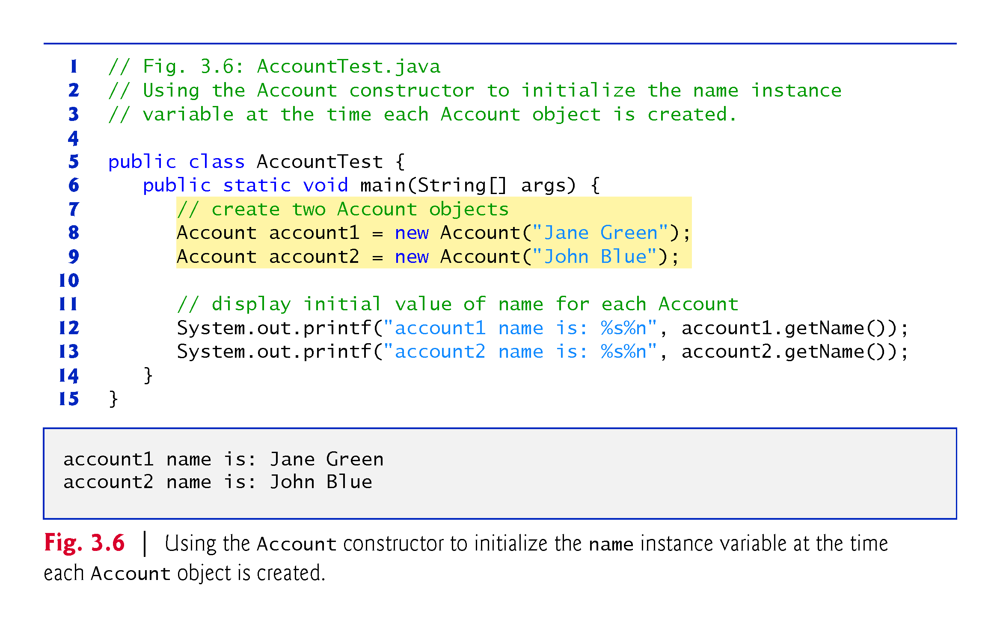 1 // Fig. 3.6: AccountTest.java
2 // Using the Account constructor to initialize the name instance
3 // variable at the time each Account object is created.
4
5 public class AccountTest {
6    public static void main(String[] args) {
7       // create two Account objects
8       Account account1 = new Account("Jane Green");
9       Account account2 = new Account("John Blue");
10
11       // display initial value of name for each Account
12       System.out.printf("account1 name is: %s%n", account1.getName());
13       System.out.printf("account2 name is: %s%n", account2.getName());
14    }
15 }
account1 name is: Jane Green
account2 name is: John Blue
Fig. 3.6 | Using the Account constructor to initialize the name instance variable at the time
each Account object is created.